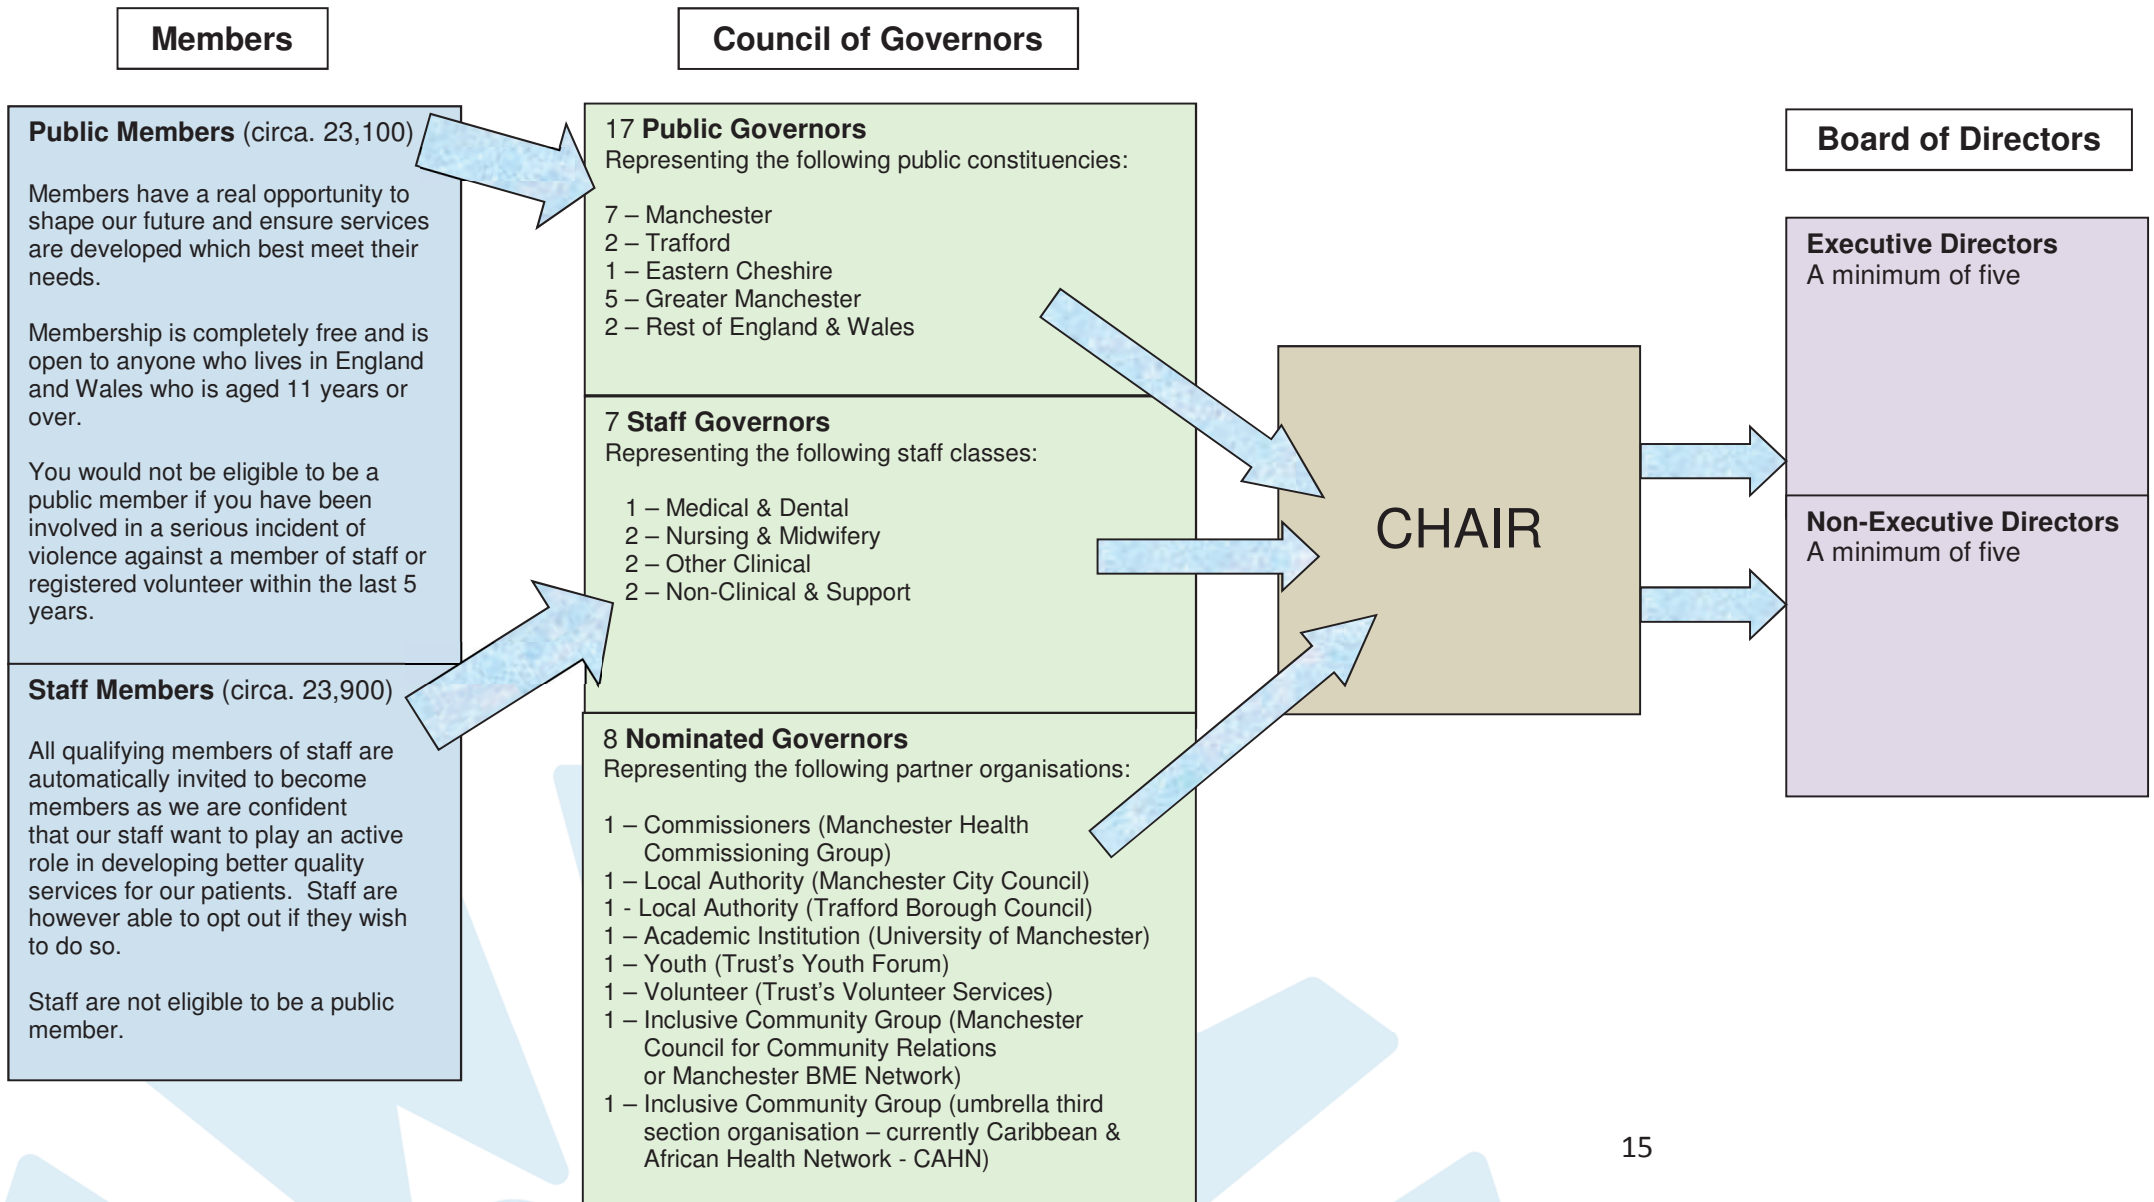 Members
Public Members (circa. 23,100)
Members have a real opportunity to
shape our future and ensure services
are developed which best meet their
needs.
Membership is completely free and is
open to anyone who lives in England
and Wales who is aged 11 years or
over.
You would not be eligible to be a
public member if you have been
involved in a serious incident of
violence against a member of staff or
registered volunteer within the last 5
years.
Staff Members (circa. 23,900)
All qualifying members of staff are
automatically invited to become
members as we are confident
that our staff want to play an active
role in developing better quality
services for our patients.  Staff are
however able to opt out if they wish
to do so.
Staff are not eligible to be a public
member.
Council of Governors
17 Public Governors
Representing the following public constituencies:
7 – Manchester
2 – Trafford
1 – Eastern Cheshire
5 – Greater Manchester
2 – Rest of England & Wales
7 Staff Governors
Representing the following staff classes:
1 – Medical & Dental
2 – Nursing & Midwifery
2 – Other Clinical
2 – Non-Clinical & Support
8 Nominated Governors
Representing the following partner organisations:
1 – Commissioners (Manchester Health
Commissioning Group)
1 – Local Authority (Manchester City Council)
1 - Local Authority (Trafford Borough Council)
1 – Academic Institution (University of Manchester)
1 – Youth (Trust's Youth Forum)
1 – Volunteer (Trust's Volunteer Services)
1 – Inclusive Community Group (Manchester
Council for Community Relations
or Manchester BME Network)
1 – Inclusive Community Group (umbrella third
section organisation – currently Caribbean &
African Health Network - CAHN)
CHAIR
Board of Directors
Executive Directors
A minimum of five
Non-Executive Directors
A minimum of five
15